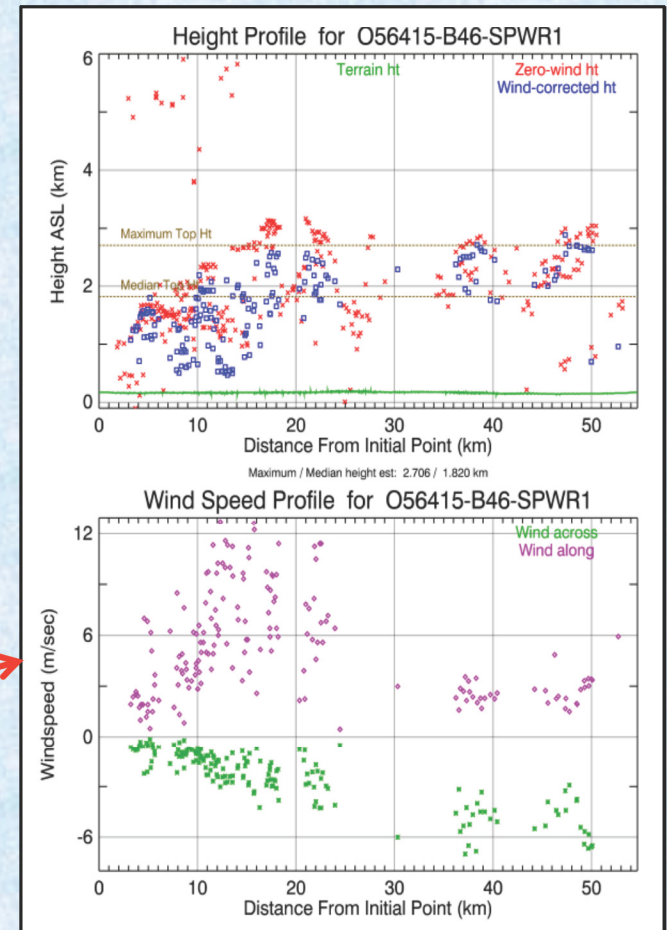 Height Profile for O56415-B46-SPWR1
Terrain ht
Zero-wind ht
Wind-corrected ht
6
4
2
0
Height ASL (km)
Maximum Top Ht
Median Top
0 10 20 30 40 50
Distance From Initial Point (km)
Maximum / Median height est: 2.706 / 1.820 km
Wind Speed Profile for O56415-B46-SPWR1
Wind across
Wind along
12
6
0
-6
Windspeed (m/sec)
0 10 20 30 40 50
Distance From Initial Point (km)